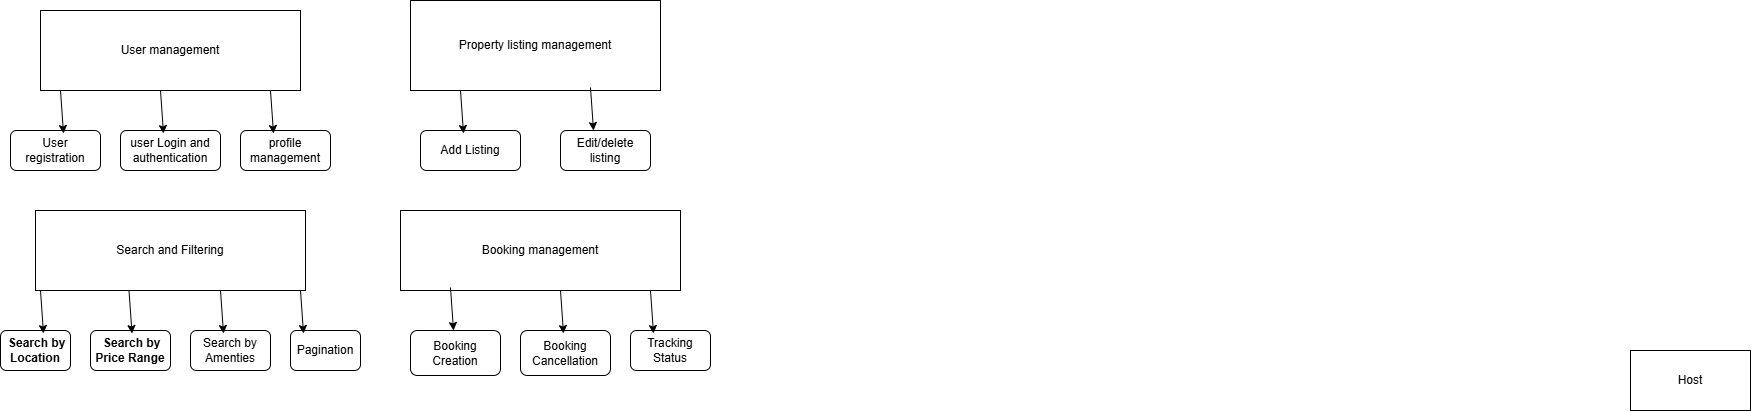 User management
Property listing management
User
registration
user Login and
authentication
profile
management
Add Listing
Edit/delete
listing
Search and Filtering
Booking management
Search by
Location
Search by
Price Range
Search by
Amenties
Pagination
Booking
Creation
Booking
Cancellation
Tracking
Status
Host